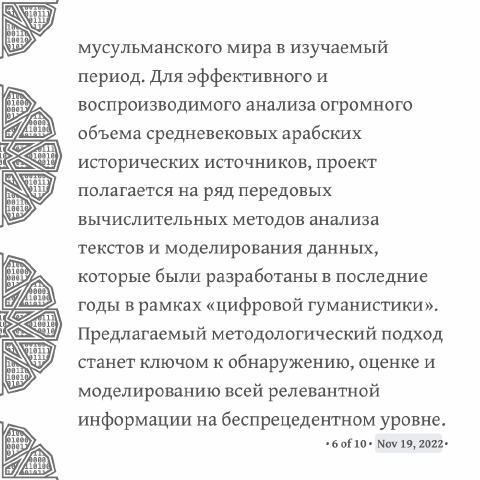 мусульманского мира в изучаемый
период. Для эффективного и
воспроизводимого анализа огромного
объема средневековых арабских
исторических источников, проект
полагается на ряд передовых
вычислительных методов анализа
текстов и моделирования данных,
которые были разработаны в последние
годы в рамках «цифровой гуманистики».
Предлагаемый методологический подход
станет ключом к обнаружению, оценке и
моделированию всей релевантной
информации на беспрецедентном уровне.
• 6 of 10 • Nov 19, 2022 •